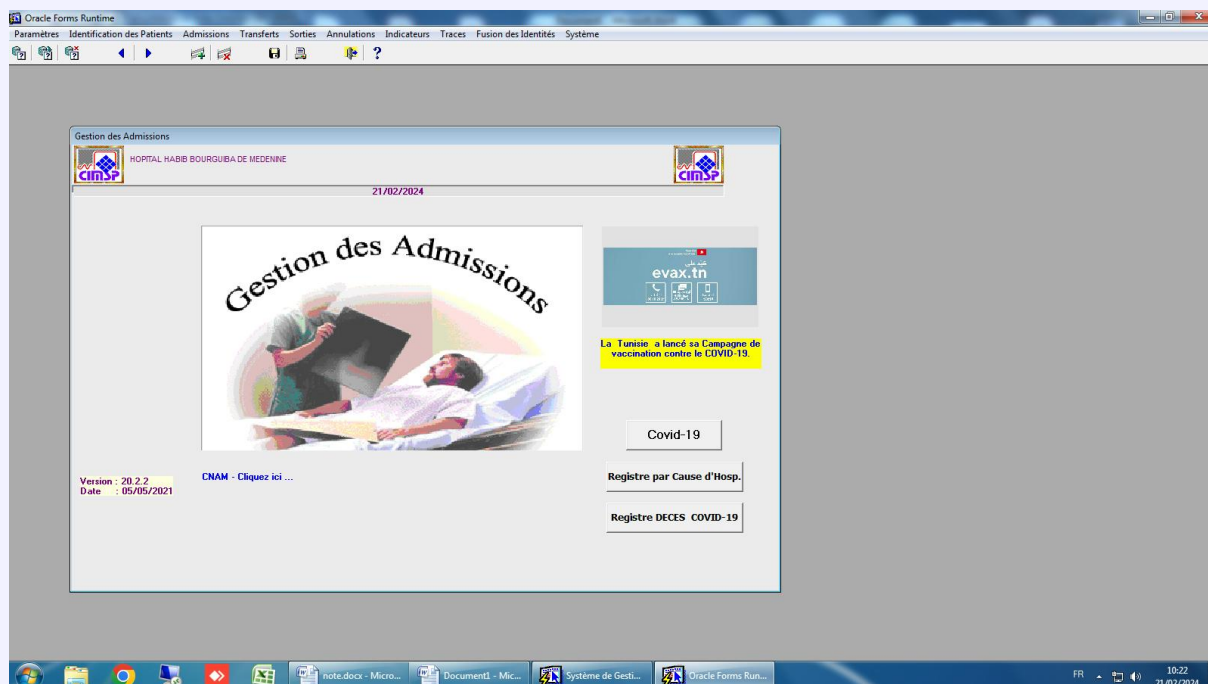 Oracle Forms Runtime
Paramètres Identification des Patients Admissions Transferts Sorties Annulations Indicateurs Traces Fusion des Identités Système
Gestion des Admissions
CIMSP
HOPITAL HABIB BOURGUIBA DE MEDENINE
CIMSP
21/02/2024
Gestion des Admissions
evax.tn
La Tunisie a lancé sa Campagne de
vaccination contre le COVID-19.
Covid-19
Registre par Cause d'Hosp.
Registre DECES COVID-19
CNAM - Cliquez ici ...
Version : 20.2.2
Date : 05/05/2021
note.docx - Micro...
Document1 - Mic...
Système de Gesti...
Oracle Forms Run...
FR
10:22
21/02/2024